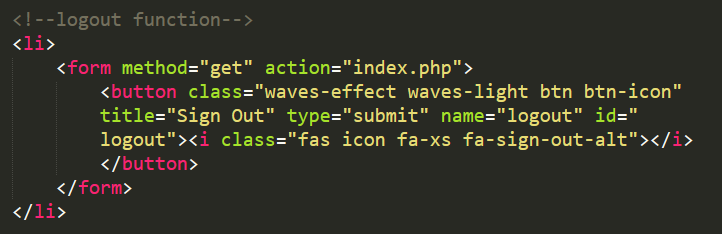 <!--logout function-->
<li>
<form method="get" action="index.php">
<button class="waves-effect waves-light btn btn-icon"
title="Sign Out" type="submit" name="logout" id="
logout"><i class="fas icon fa-xs fa-sign-out-alt"></i>
</button>
</form>
</li>